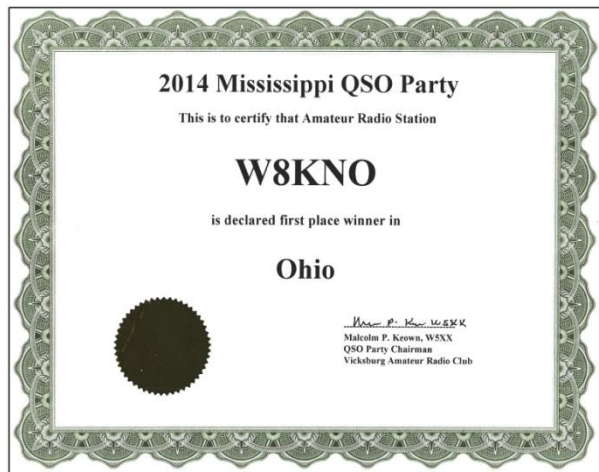 2014 Mississippi QSO Party
This is to certify that Amateur Radio Station
W8KNO
is declared first place winner in
Ohio
W5XX
Malcolm P. Keown, W5XX
QSO Party Chairman
Vicksburg Amateur Radio Club